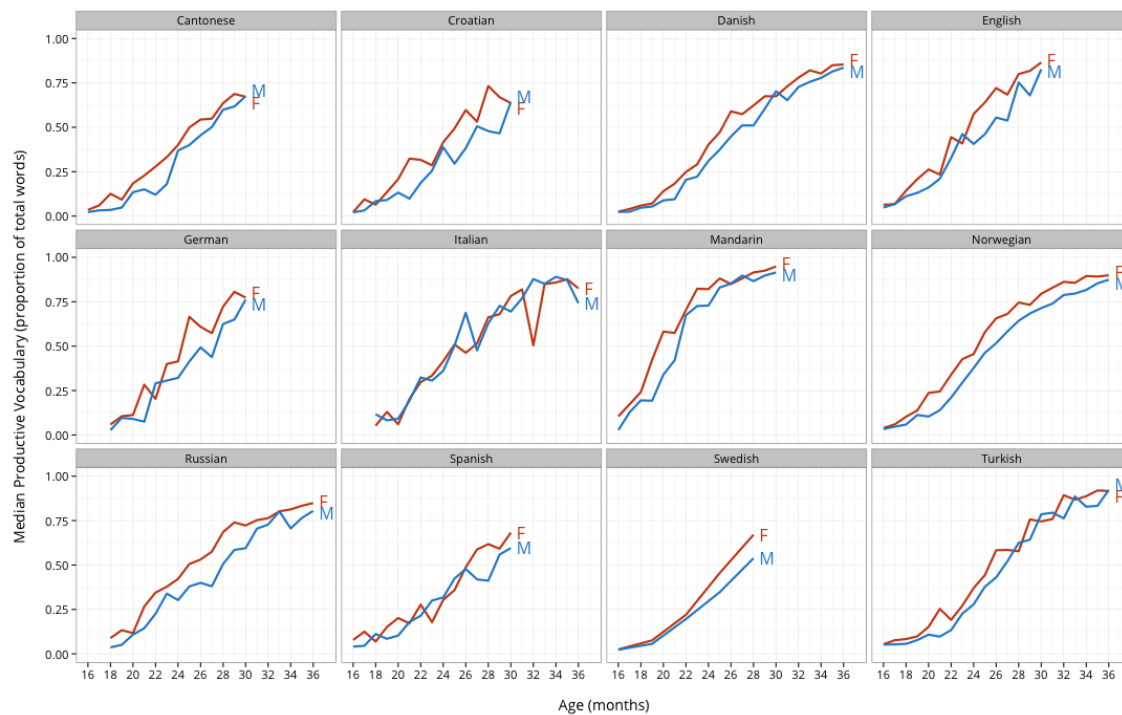 Cantonese Croatian Danish English
1.00
0.75
0.50
0.25
0.00
M
F
M
F
F
M
F
M
German Italian Mandarin Norwegian
1.00
0.75
0.50
0.25
0.00
F
M
F
M
F
M
F
M
Russian Spanish Swedish Turkish
1.00
0.75
0.50
0.25
0.00
F
M
F
M
F
M
M
F
16 18 20 22 24 26 28 30 32 34 36 16 18 20 22 24 26 28 30 32 34 36 16 18 20 22 24 26 28 30 32 34 36 16 18 20 22 24 26 28 30 32 34 36
Age (months)
Median Productive Vocabulary (proportion of total words)